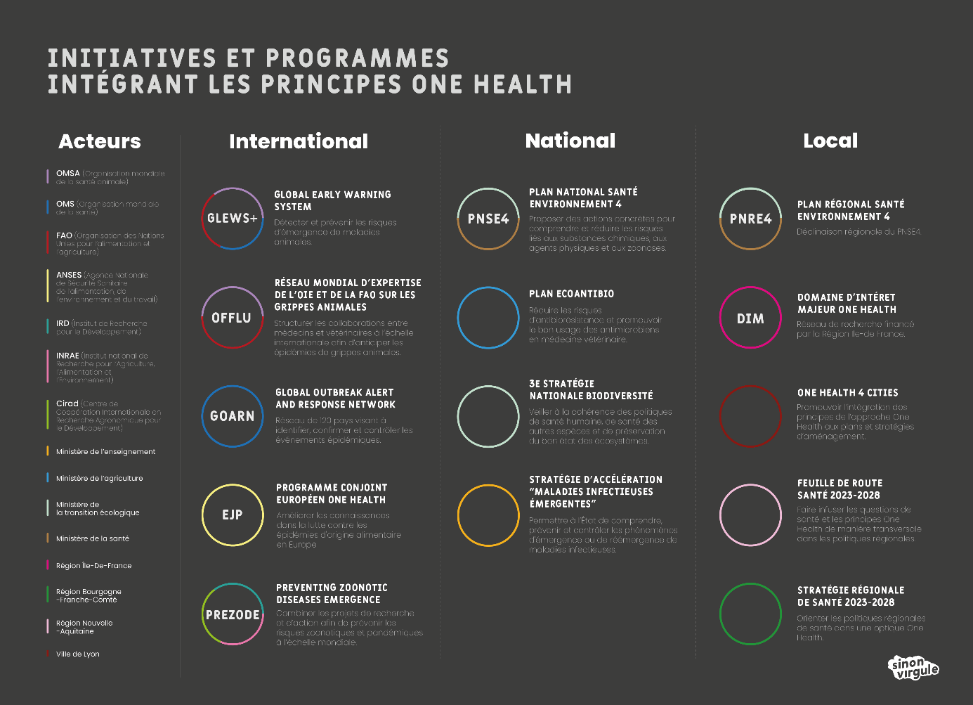 INITIATIVES ET PROGRAMMES
INTÉGRANT LES PRINCIPES ONE HEALTH
Acteurs
OMSA (Organisation mondiale
de la santé animale)
OMS (Organisation mondiale
de la santé)
FAO (Organisation des Nations
Unies pour l'alimentation et
l'agriculture)
ANSES (Agence Nationale
de Sécurité Sanitaire
de l'alimentation, de
l'environnement et du travail)
IRD (Institut de Recherche
pour le Développement)
INRAE (Institut national de
Recherche pour l'Agriculture,
l'Alimentation et
l'Environnement)
Cirad (Centre de
Coopération Internationale en
Recherche Agronomique pour
le Développement)
Ministère de l'enseignement
Ministère de l'agriculture
Ministère de
la transition écologique
Ministère de la santé
Région Île-De-France
Région Bourgogne
-Franche-Comté
Région Nouvelle
-Aquitaine
Ville de Lyon
International
GLEWS+
GLOBAL EARLY WARNING
SYSTEM
Détecter et prévenir les risques
d'émergence de maladies
animales.
OFFLU
RÉSEAU MONDIAL D'EXPERTISE
DE L'OIE ET DE LA FAO SUR LES
GRIPPES ANIMALES
Structurer les collaborations entre
médecins et vétérinaires à l'échelle
internationale afin d'anticiper les
épidémies de grippes animales.
GOARN
GLOBAL OUTBREAK ALERT
AND RESPONSE NETWORK
Réseau de 120 pays visant à
identifier, confirmer et contrôler les
événements épidémiques.
EJP
PROGRAMME CONJOINT
EUROPÉEN ONE HEALTH
Améliorer les connaissances
dans la lutte contre les
épidémies d'origine alimentaire
en Europe
PREZODE
PREVENTING ZOONOTIC
DISEASES EMERGENCE
Combiner les projets de recherche
et d'action afin de prévenir les
risques zoonotiques et pandémiques
à l'échelle mondiale.
National
PNSE4
PLAN NATIONAL SANTÉ
ENVIRONNEMENT 4
Proposer des actions concrètes pour
comprendre et réduire les risques
liés aux substances chimiques, aux
agents physiques et aux zoonoses.
PLAN ECOANTIBIO
Réduire les risques
d'antibiorésistance et promouvoir
la bon usage des antimicrobiens
en médecine vétérinaire.
3E STRATÉGIE
NATIONALE BIODIVERSITÉ
Veiller à la cohérence des politiques
de santé humaine, de santé des
autres espèces et de préservation
du bon état des écosystèmes.
STRATÉGIE D'ACCÉLÉRATION
"MALADIES INFECTIEUSES
ÉMERGENTES"
Permettre à l'État de comprendre,
prévenir et contrôler les phénomènes
d'émergence ou de réémergence de
maladies infectieuses.
Local
PNRE4
PLAN RÉGIONAL SANTÉ
ENVIRONNEMENT 4
Déclinaison régionale du PNSE4.
DIM
DOMAINE D'INTÉRET
MAJEUR ONE HEALTH
Réseau de recherche financé
par la Région Ile-de France.
ONE HEALTH 4 CITIES
Promouvoir l'intégration des
principes de l'approche One
Health aux plans et stratégies
d'aménagement.
FEUILLE DE ROUTE
SANTÉ 2023-2028
Faire infuser les questions de
santé et les principes One
Health de manière transversale
dans les politiques régionales.
STRATÉGIE RÉGIONALE
DE SANTÉ 2023-2028
Orienter les politiques régionales
de santé dans une optique One
Health.
sinon
virgule